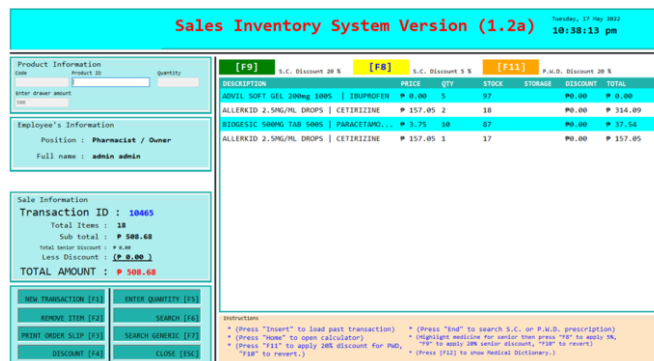 Sales Inventory System Version (1.2a)
Tuesday, 17 May 2022
10:38:13 pm
Product Information
Code Product ID Quantity
Enter drawer amount
500
Employee's Information
Position : Pharmacist / Owner
Full name : admin admin
Sale Information
Transaction ID : 10465
Total Items : 18
Sub total : ₱ 508.68
Total Senior Discount : ₱ 0.00
Less Discount : (₱ 0.00 )
TOTAL AMOUNT : ₱ 508.68
NEW TRANSACTION [F1] ENTER QUANTITY [F5]
REMOVE ITEM [F2] SEARCH [F6]
PRINT ORDER SLIP [F3] SEARCH GENERIC [F7]
DISCOUNT [F4] CLOSE [ESC]
[F9] S.C. Discount 20 % [F8] S.C. Discount 5 % [F11] P.W.D. Discount 20 %
DESCRIPTION PRICE QTY STOCK STORAGE DISCOUNT TOTAL
ADVIL SOFT GEL 200mg 100S | IBUPROFEN ₱ 0.00 5 97 ₱0.00 ₱ 0.00
ALLERKID 2.5MG/ML DROPS | CETIRIZINE ₱ 157.05 2 18 ₱0.00 ₱ 314.09
BIOGESIC 500MG TAB 500S | PARACETAMO... ₱ 3.75 10 87 ₱0.00 ₱ 37.54
ALLERKID 2.5MG/ML DROPS | CETIRIZINE ₱ 157.05 1 17 ₱0.00 ₱ 157.05
Instructions
* (Press "Insert" to load past transaction)
* (Press "Home" to open calculator)
* (Press "F11" to apply 20% discount for PWD,
"F10" to revert.)
* (Press "End" to search S.C. or P.W.D. prescription)
* (Highlight medicine for senior then press "F8" to apply 5%,
"F9" to apply 20% senior discount, "F10" to revert)
* (Press [F12] to show Medical Dictionary.)